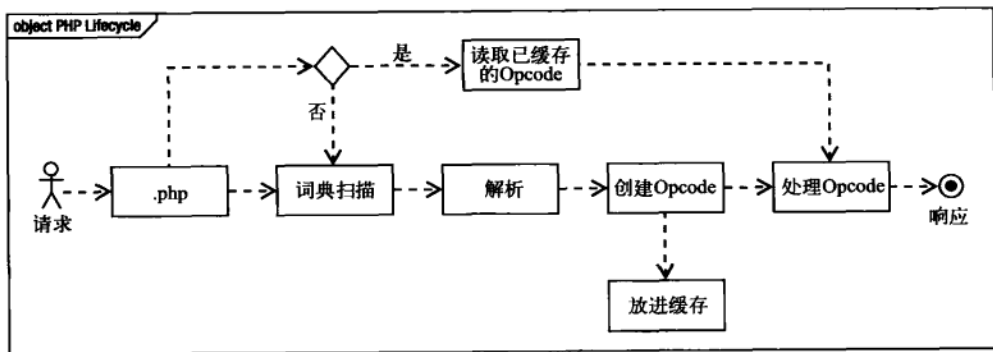 object PHP Lifecycle
是
读取已缓存
的Opcode
否
请求
.php
词典扫描
解析
创建Opcode
处理Opcode
响应
放进缓存